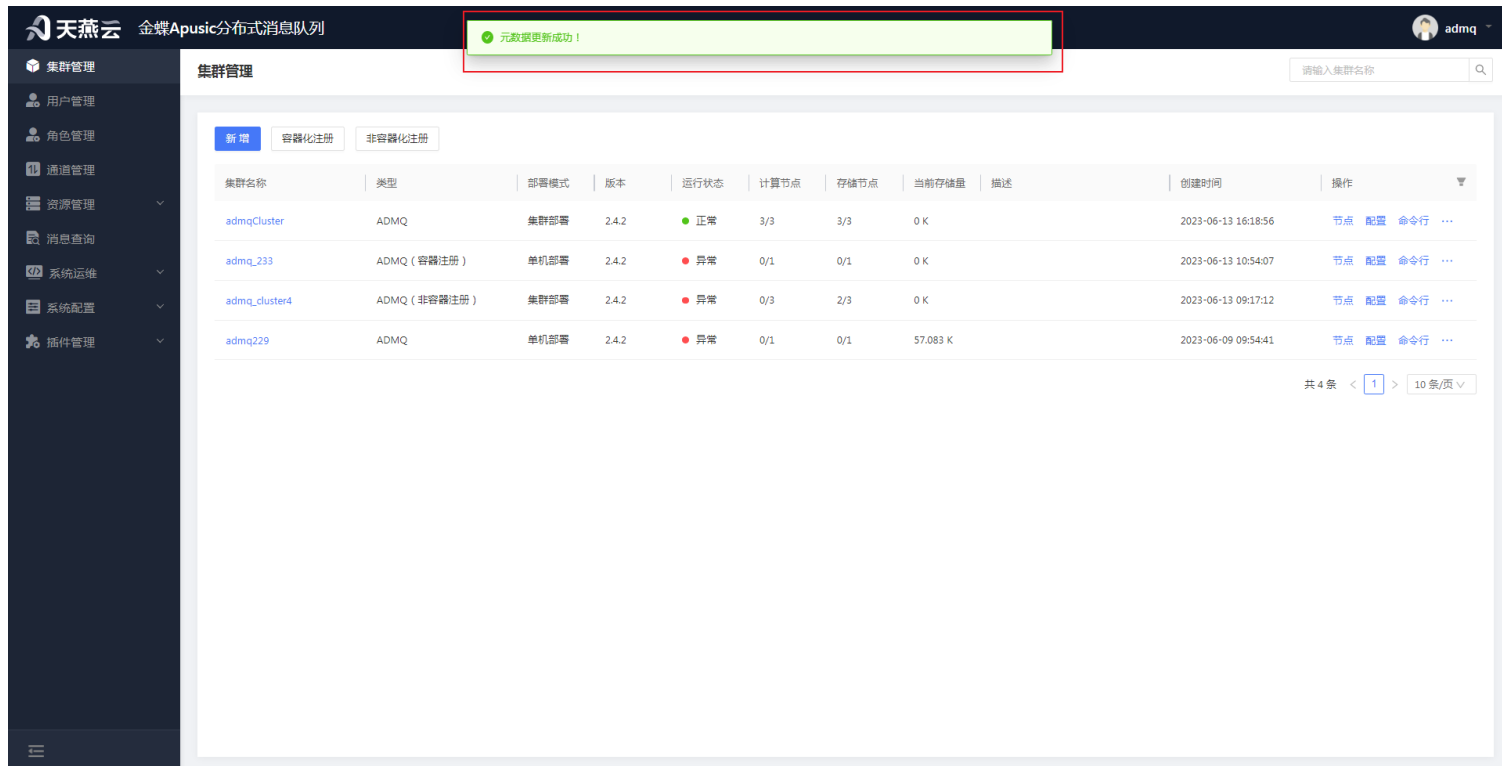 天燕云 金蝶Apusic分布式消息队列
元数据更新成功！
admq
集群管理
用户管理
角色管理
通道管理
资源管理
消息查询
系统运维
系统配置
插件管理
集群管理
请输入集群名称
新 增 容器化注册 非容器化注册
集群名称 类型 部署模式 版本 运行状态 计算节点 存储节点 当前存储量 描述 创建时间 操作
admqCluster ADMQ 集群部署 2.4.2 正常 3/3 3/3 0 K 2023-06-13 16:18:56 节点 配置 命令行 ···
admq_233 ADMQ（容器注册） 单机部署 2.4.2 异常 0/1 0/1 0 K 2023-06-13 10:54:07 节点 配置 命令行 ···
admq_cluster4 ADMQ（非容器注册） 集群部署 2.4.2 异常 0/3 2/3 0 K 2023-06-13 09:17:12 节点 配置 命令行 ···
admq229 ADMQ 单机部署 2.4.2 异常 0/1 0/1 57.083 K 2023-06-09 09:54:41 节点 配置 命令行 ···
共 4 条 < 1 > 10 条/页